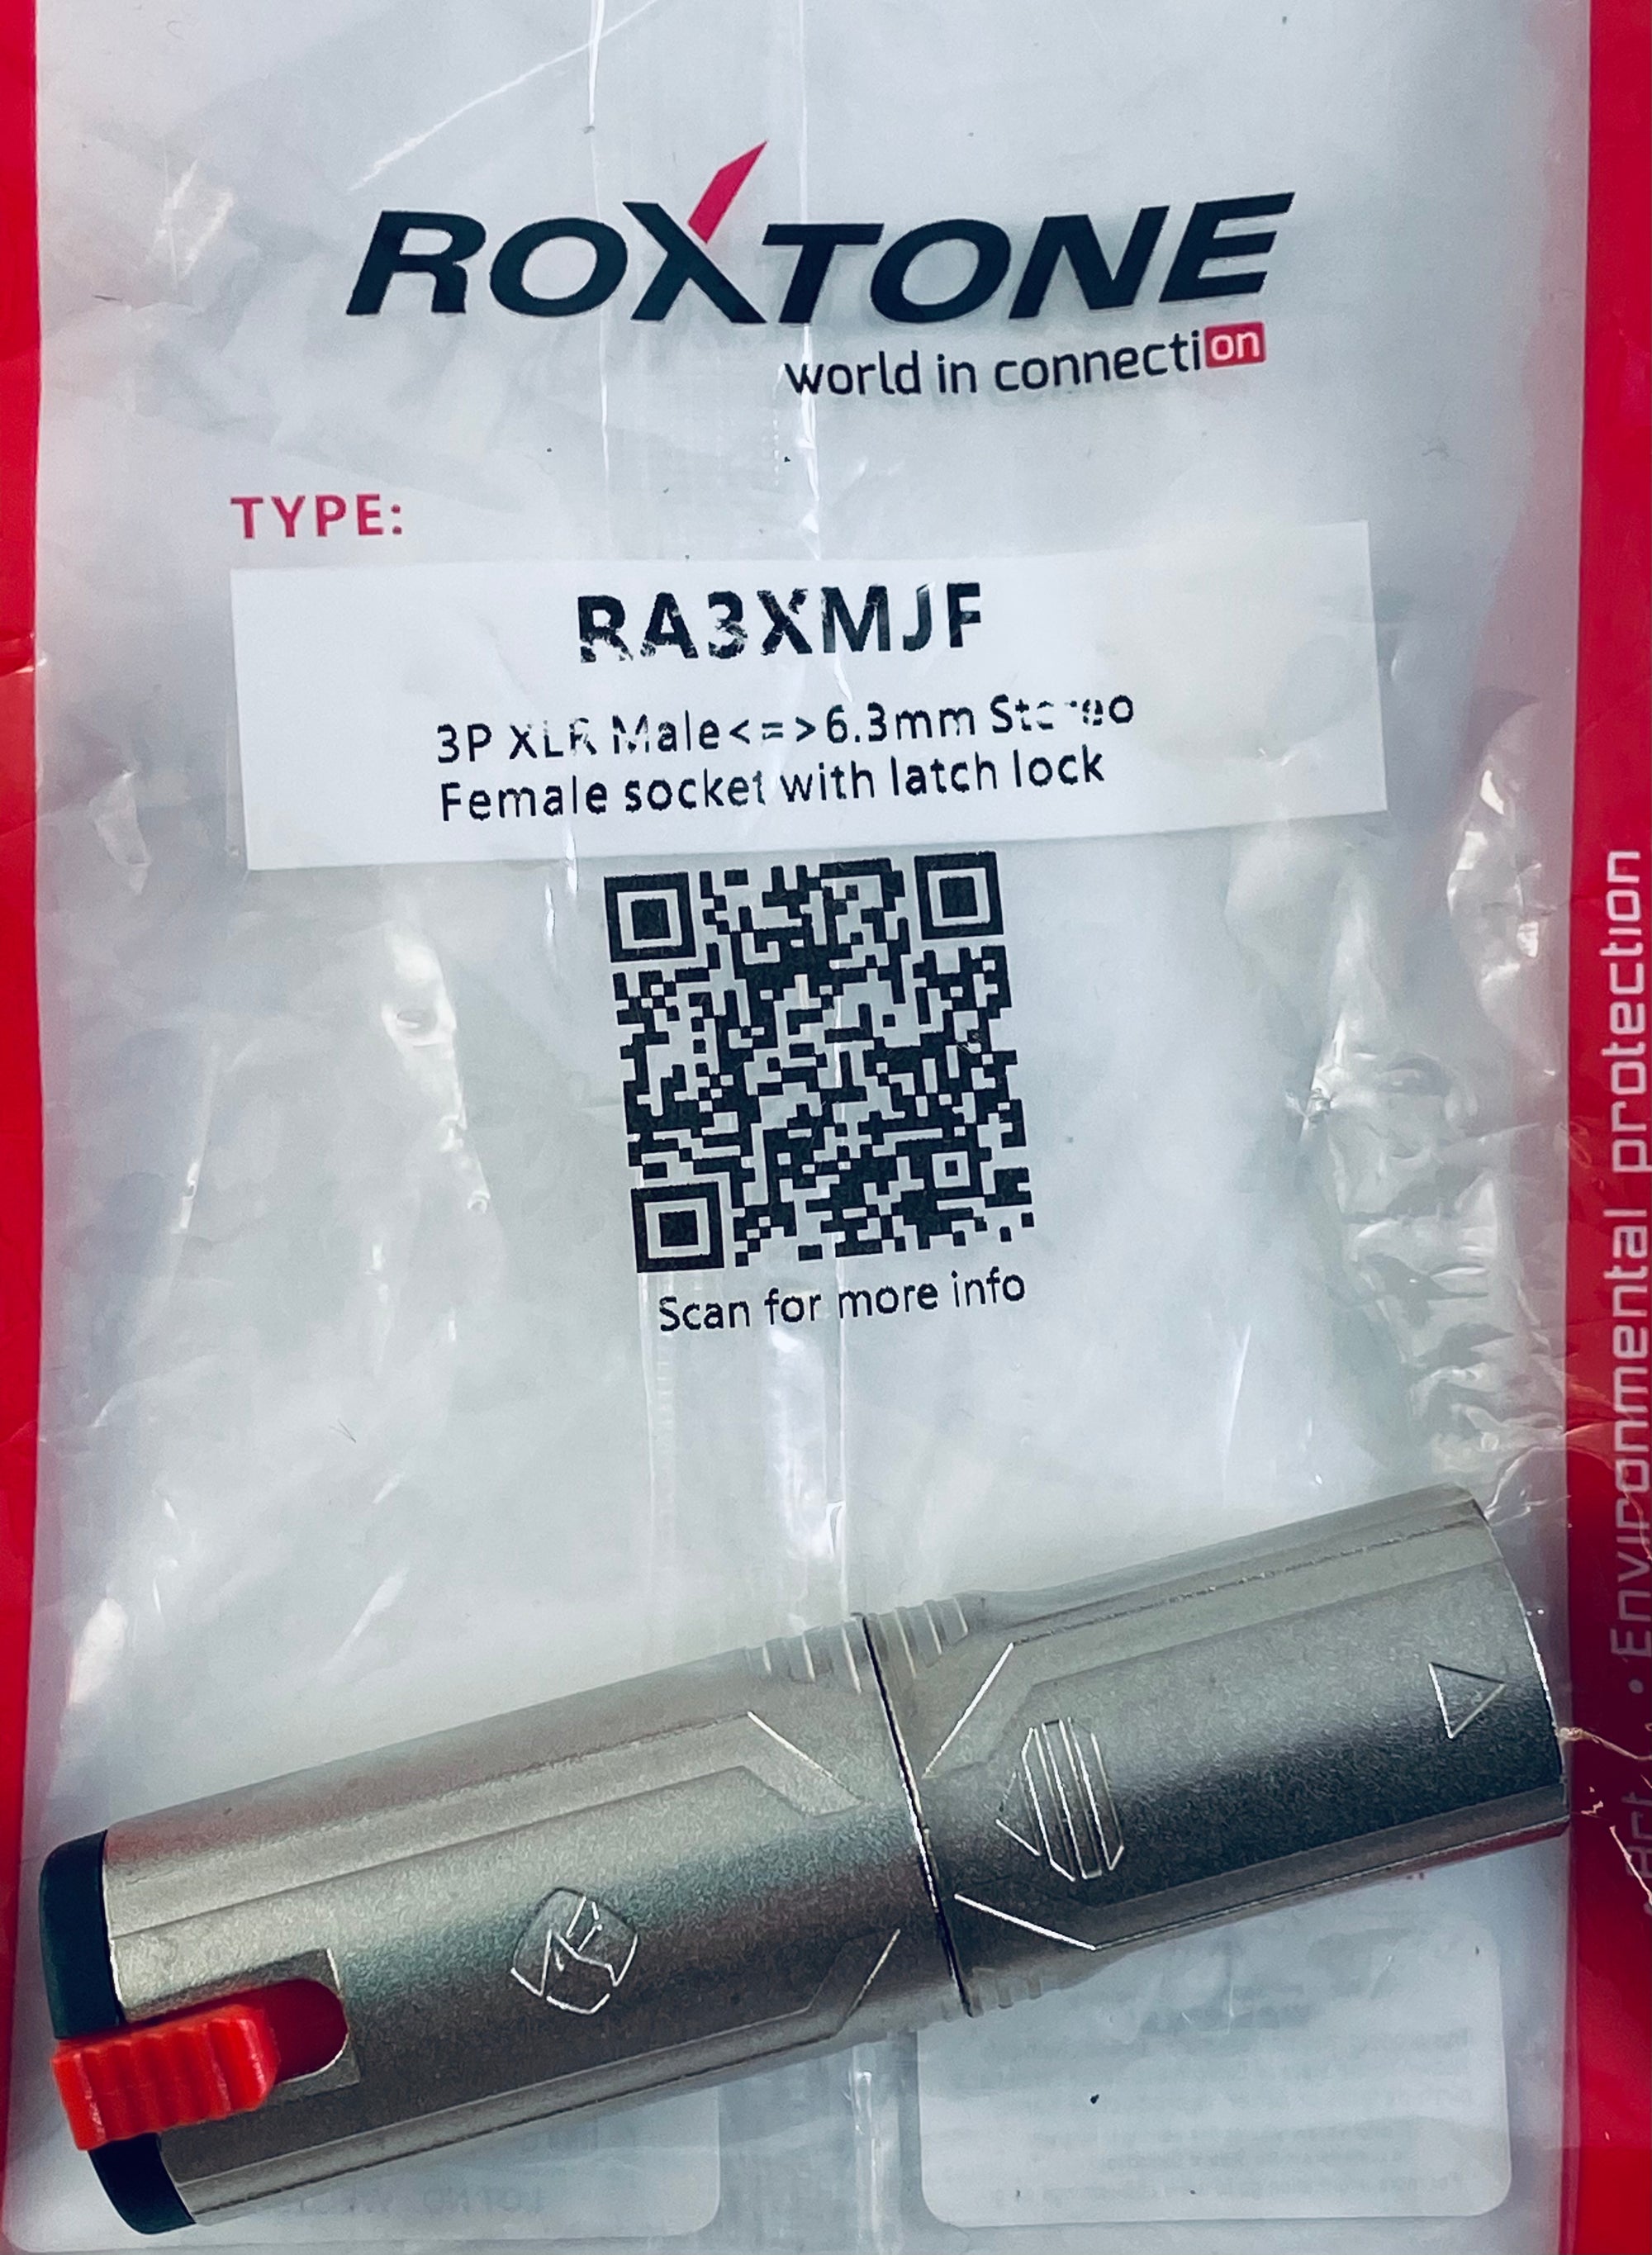 ROXTONE
world in connection
TYPE:
RA3XMJF
3P XLR Male<=>6.3mm Stereo
Female socket with latch lock
Scan for more info
• Environmental protection